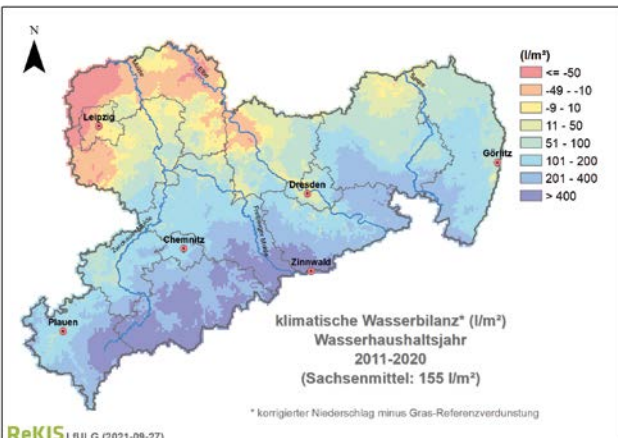 N
(l/m²)
<= -50
-49 - -10
-9 - 10
11 - 50
51 - 100
101 - 200
201 - 400
> 400
Leipzig
Görlitz
Dresden
Chemnitz
Zinnwald
Plauen
klimatische Wasserbilanz* (l/m²)
Wasserhaushaltsjahr
2011-2020
(Sachsenmittel: 155 l/m²)
* korrigierter Niederschlag minus Gras-Referenzverdunstung
ReKIS LfULG (2021-09-27)